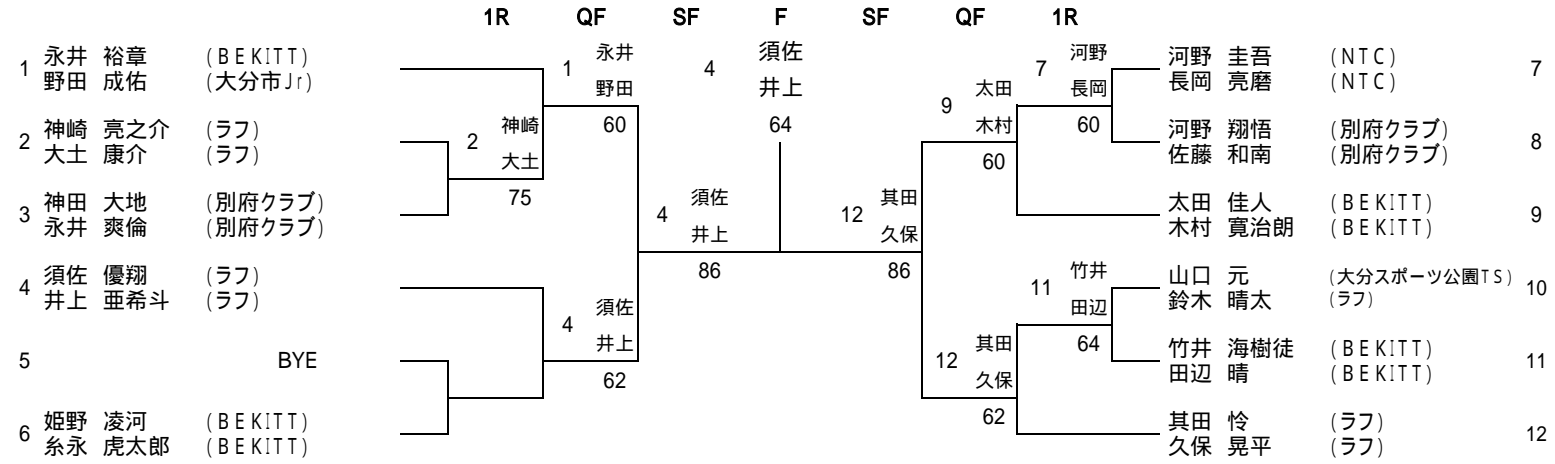 1R QF SF F SF QF 1R
1 永井 裕章 (BEKITT)
野田 成佑 (大分市Jr)
2 神崎 亮之介 (ラフ)
大土 康介 (ラフ)
3 神田 大地 (別府クラブ)
永井 爽倫 (別府クラブ)
4 須佐 優翔 (ラフ)
井上 亜希斗 (ラフ)
5 BYE
6 姫野 凌河 (BEKITT)
糸永 虎太郎 (BEKITT)
2 神崎
大土
75
1 永井
野田
60
4 須佐
井上
62
4 須佐
井上
86
4 須佐
井上
64
12 其田
久保
86
9 太田
木村
60
12 其田
久保
62
7 河野
長岡
60
11 竹井
田辺
64
河野 圭吾 (NTC) 7
長岡 亮磨 (NTC)
河野 翔悟 (別府クラブ) 8
佐藤 和南 (別府クラブ)
太田 佳人 (BEKITT) 9
木村 寛治朗 (BEKITT)
山口 元 (大分スポーツ公園TS) 10
鈴木 晴太 (ラフ)
竹井 海樹徒 (BEKITT) 11
田辺 晴 (BEKITT)
其田 怜 (ラフ) 12
久保 晃平 (ラフ)